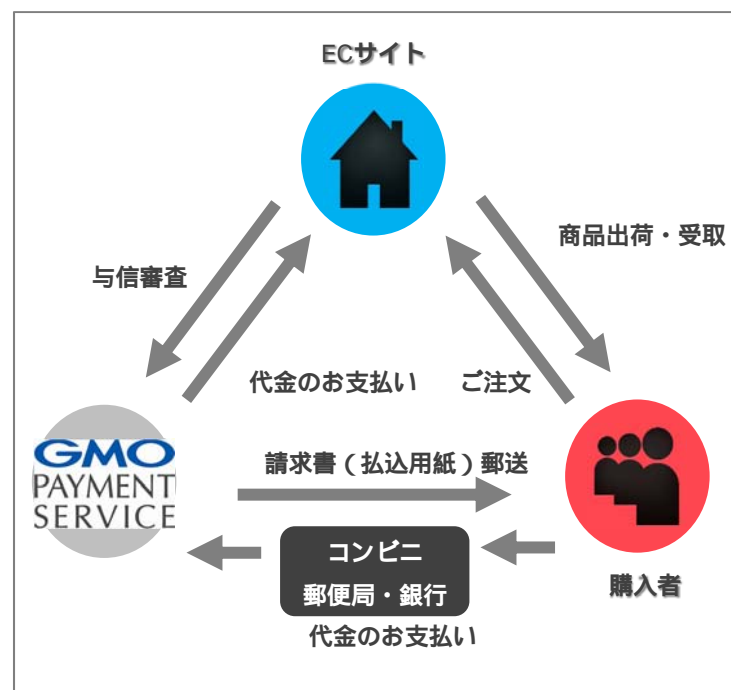 ECサイト
商品出荷・受取
与信審査
代金のお支払い
ご注文
GMO
PAYMENT
SERVICE
請求書（払込用紙）郵送
コンビニ
郵便局・銀行
購入者
代金のお支払い